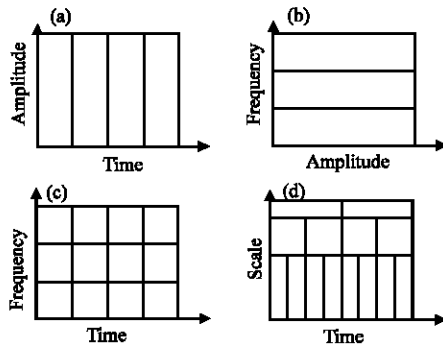 (a)
Amplitude
Time
(b)
Frequency
Amplitude
(c)
Frequency
Time
(d)
Scale
Time